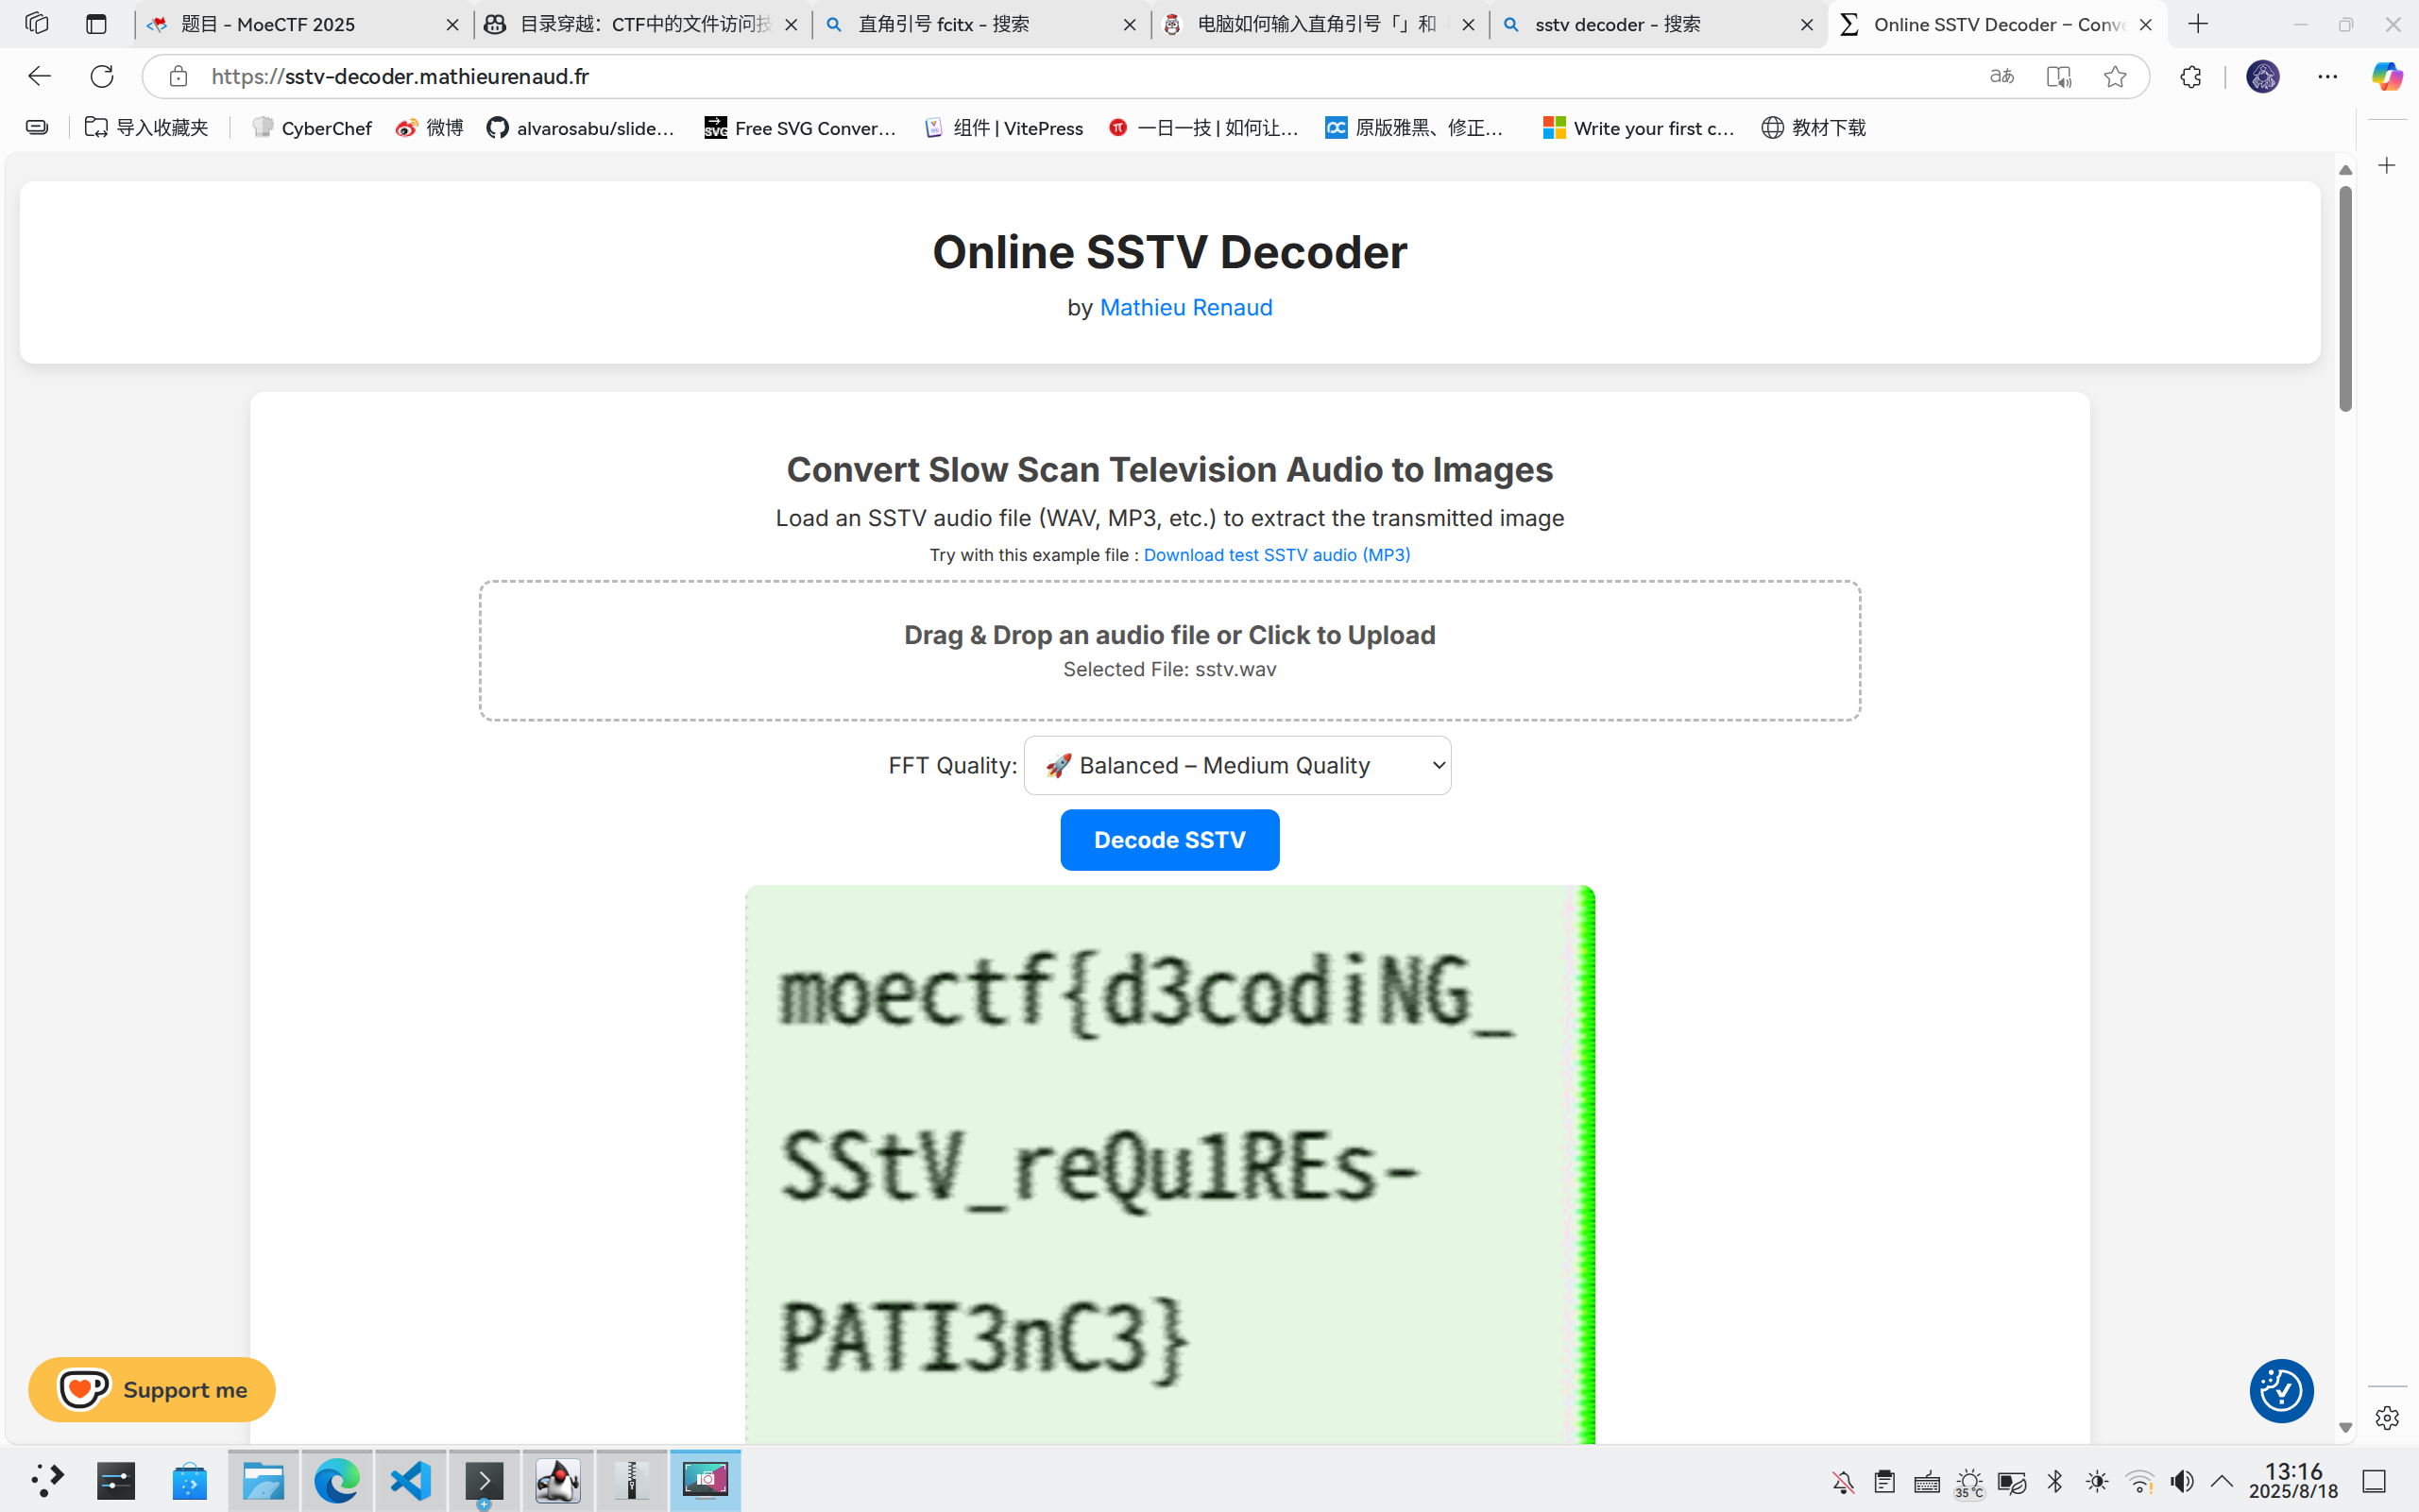 题目 - MoeCTF 2025
目录穿越：CTF中的文件访问技
直角引号 fcitx - 搜索
电脑如何输入直角引号「」和
sstv decoder - 搜索
Online SSTV Decoder – Conve
https://sstv-decoder.mathieurenaud.fr
导入收藏夹
CyberChef
微博
alvarosabu/slide...
Free SVG Conver...
组件 | VitePress
一日一技 | 如何让...
原版雅黑、修正...
Write your first c...
教材下载
Online SSTV Decoder
by Mathieu Renaud
Convert Slow Scan Television Audio to Images
Load an SSTV audio file (WAV, MP3, etc.) to extract the transmitted image
Try with this example file : Download test SSTV audio (MP3)
Drag & Drop an audio file or Click to Upload
Selected File: sstv.wav
FFT Quality: 🚀 Balanced – Medium Quality
Decode SSTV
moectf{d3codiNG_
SStV_reQu1REs-
PATI3nC3}
Support me
35 °C
13:16
2025/8/18